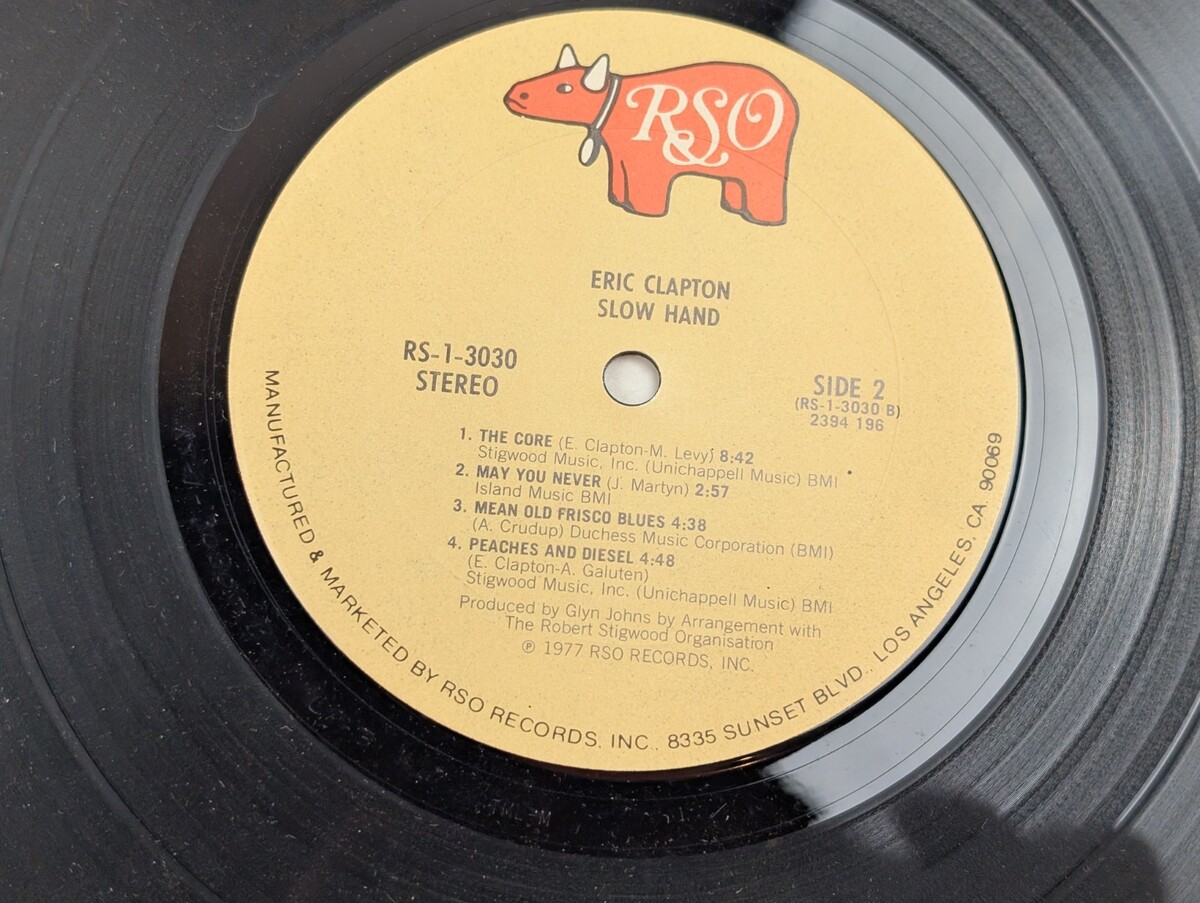 RSO
ERIC CLAPTON
SLOW HAND
RS-1-3030
STEREO
SIDE 2
(RS-1-3030 B)
2394 196
1. THE CORE (E. Clapton-M. Levy) 8:42
Stigwood Music, Inc. (Unichappell Music) BMI
2. MAY YOU NEVER (J. Martyn) 2:57
Island Music BMI
3. MEAN OLD FRISCO BLUES 4:38
(A. Crudup) Duchess Music Corporation (BMI)
4. PEACHES AND DIESEL 4:48
(E. Clapton-A. Galuten)
Stigwood Music, Inc. (Unichappell Music) BMI
Produced by Glyn Johns by Arrangement with
The Robert Stigwood Organisation
℗ 1977 RSO RECORDS, INC.
MANUFACTURED & MARKETED BY RSO RECORDS, INC., 8335 SUNSET BLVD., LOS ANGELES, CA. 90069